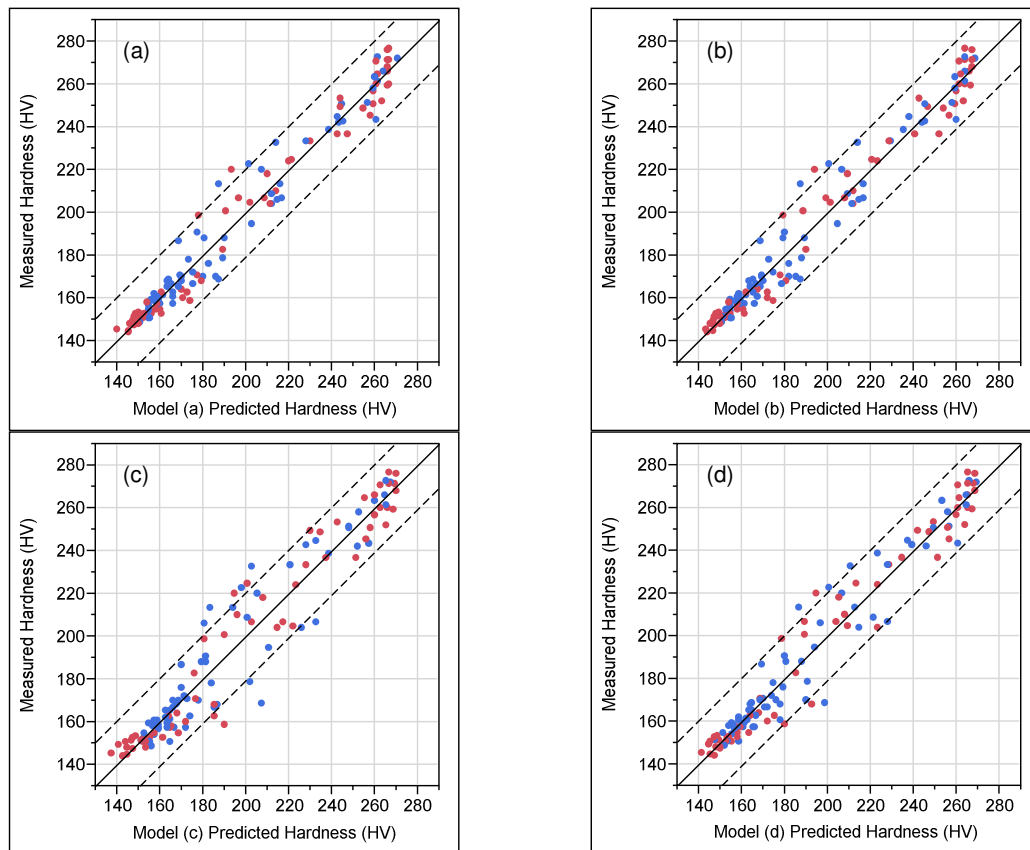 (a)
Measured Hardness (HV)
280
260
240
220
200
180
160
140
140 160 180 200 220 240 260 280
Model (a) Predicted Hardness (HV)
(b)
Measured Hardness (HV)
280
260
240
220
200
180
160
140
140 160 180 200 220 240 260 280
Model (b) Predicted Hardness (HV)
(c)
Measured Hardness (HV)
280
260
240
220
200
180
160
140
140 160 180 200 220 240 260 280
Model (c) Predicted Hardness (HV)
(d)
Measured Hardness (HV)
280
260
240
220
200
180
160
140
140 160 180 200 220 240 260 280
Model (d) Predicted Hardness (HV)